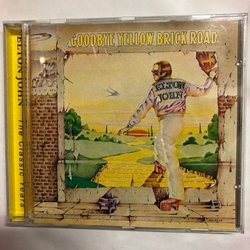 GOODBYE YELLOW BRICK ROAD
ELTON
JOHN
ELTON JOHN
The Classic Years